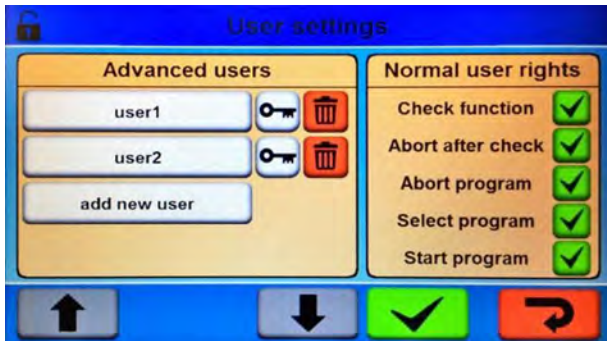 User settings
Advanced users
user1
user2
add new user
Normal user rights
Check function
Abort after check
Abort program
Select program
Start program